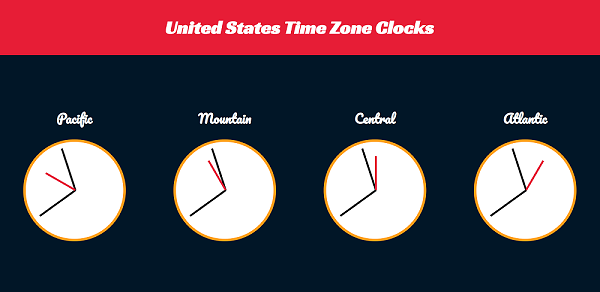 United States Time Zone Clocks
Pacific
Mountain
Central
Atlantic